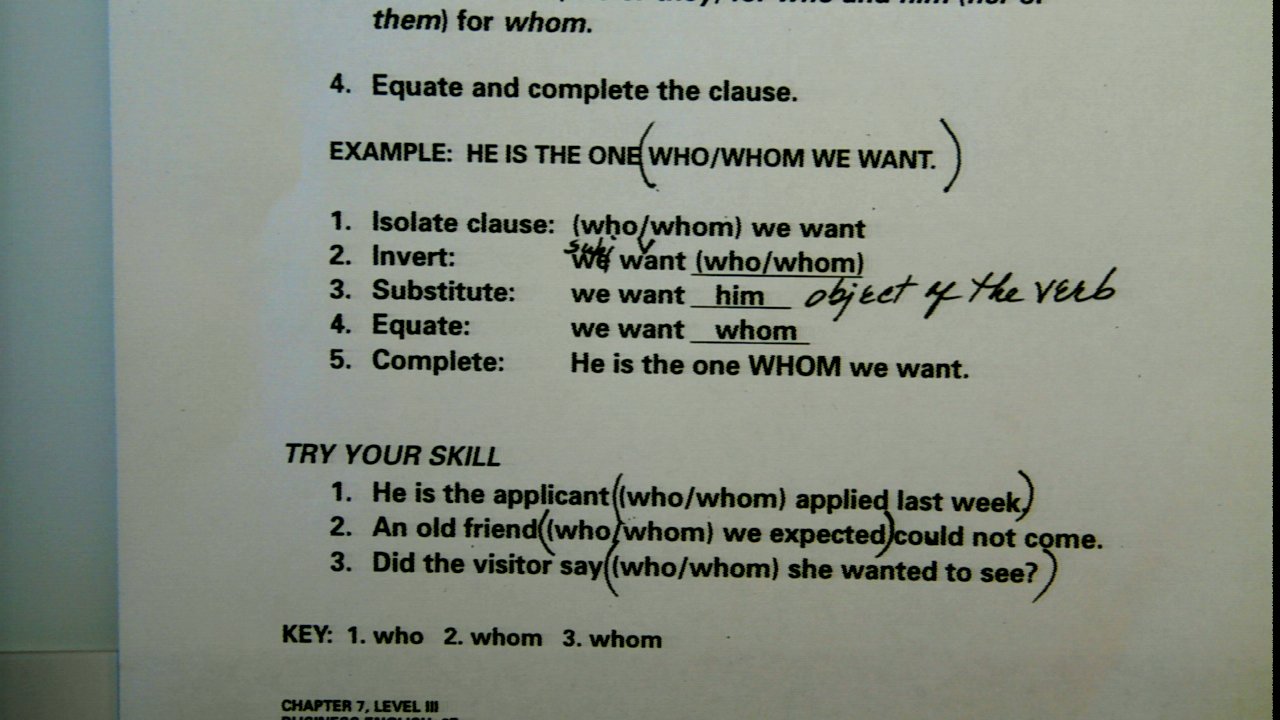 them) for whom.
4. Equate and complete the clause.
EXAMPLE: HE IS THE ONE (WHO/WHOM WE WANT.)
1. Isolate clause: (who/whom) we want
subj v
2. Invert: we want (who/whom)
3. Substitute: we want him object of the verb
4. Equate: we want whom
5. Complete: He is the one WHOM we want.
TRY YOUR SKILL
1. He is the applicant ((who/whom) applied last week.)
2. An old friend ((who/whom) we expected) could not come.
3. Did the visitor say ((who/whom) she wanted to see?)
KEY: 1. who 2. whom 3. whom
CHAPTER 7, LEVEL III